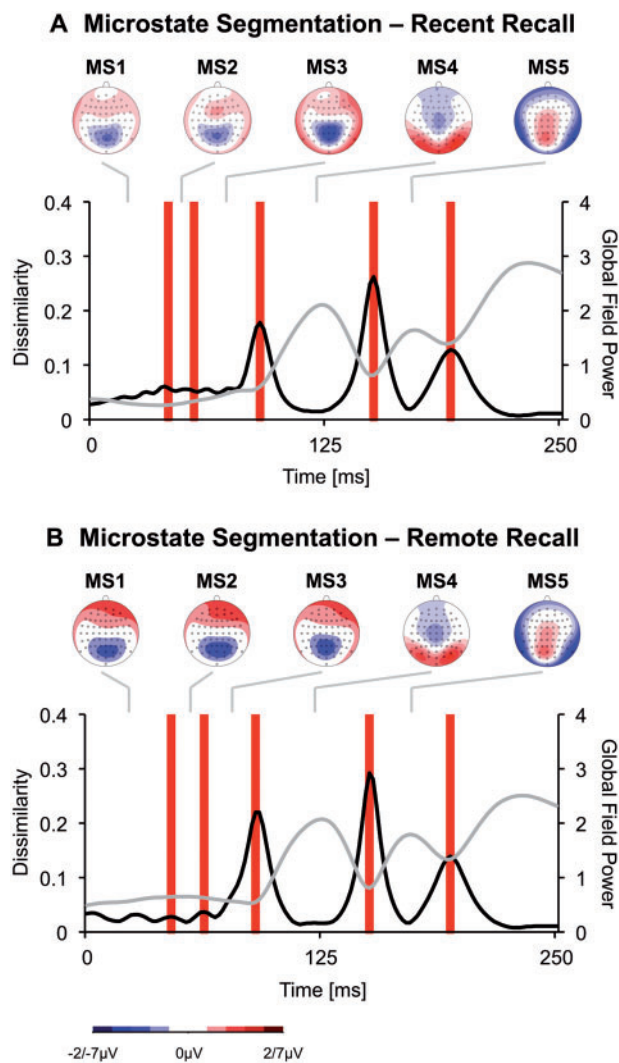 A Microstate Segmentation – Recent Recall
MS1 MS2 MS3 MS4 MS5
0.4 4
0.3 3
0.2 2
0.1 1
0 0
Dissimilarity
Global Field Power
0 125 250
Time [ms]
B Microstate Segmentation – Remote Recall
MS1 MS2 MS3 MS4 MS5
0.4 4
0.3 3
0.2 2
0.1 1
0 0
Dissimilarity
Global Field Power
0 125 250
Time [ms]
-2/-7µV 0µV 2/7µV